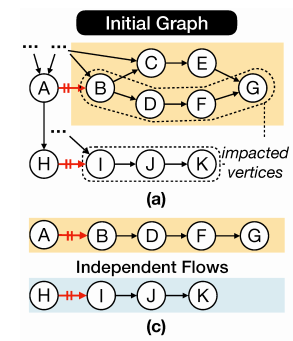 Initial Graph
... ...
C E
A B G
D F
...
H I J K
impacted
vertices
(a)
A B D F G
Independent Flows
H I J K
(c)